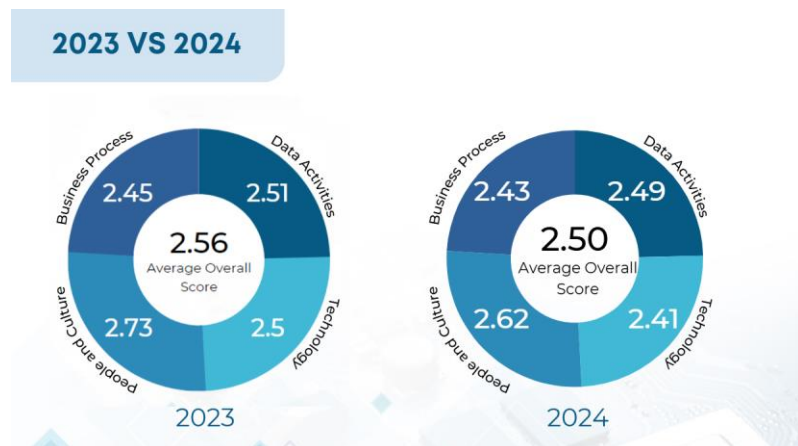 2023 VS 2024
Business Process
Data Activities
2.45
2.51
2.56
Average Overall
Score
2.73
2.5
People and Culture
Technology
2023
Business Process
Data Activities
2.43
2.49
2.50
Average Overall
Score
2.62
2.41
People and Culture
Technology
2024